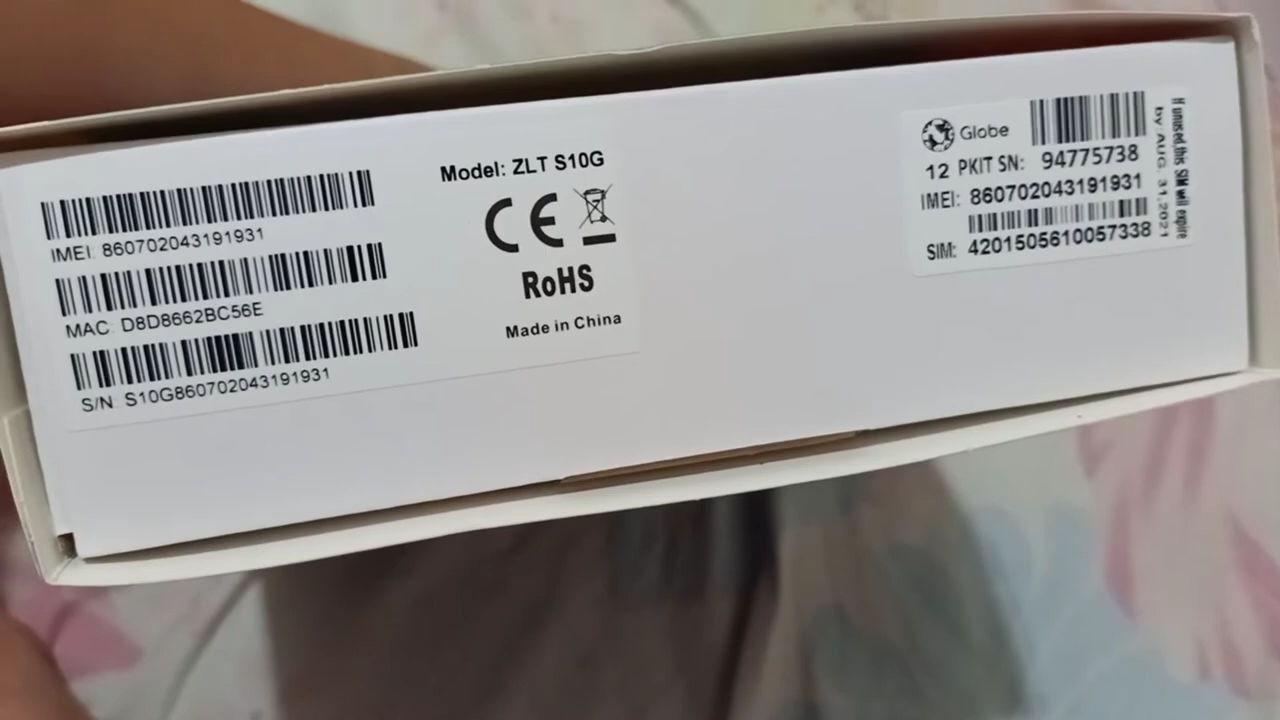 IMEI: 860702043191931
MAC: D8D8662BC56E
S/N: S10G860702043191931
Model: ZLT S10G
CE
RoHS
Made in China
Globe
12 PKIT SN: 94775738
IMEI: 860702043191931
SIM: 4201505610057338
If unused,this SIM will expire
by:AUG. 31,2021